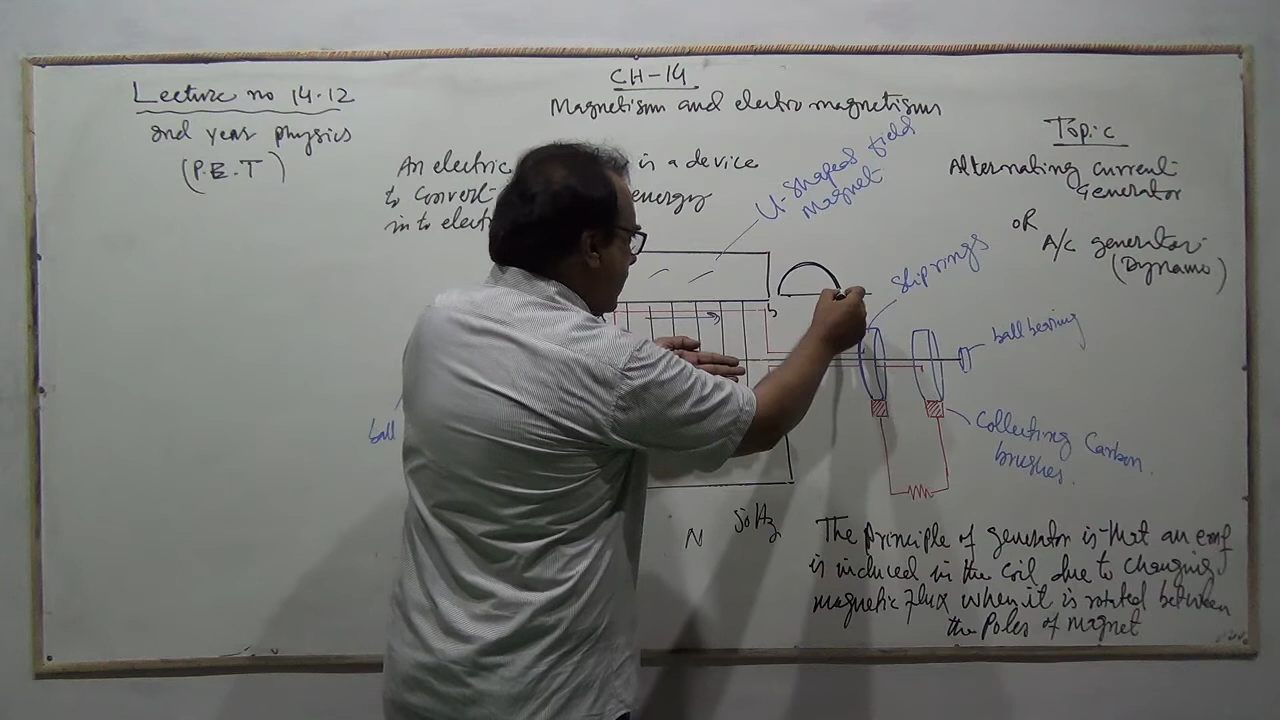 CH-14
Magnetism and electro magnetism
Lecture no 14.12
2nd year physics
(P.E.T)
Topic
Alternating current
Generator
OR
A/C generator
(Dynamo)
An electric is a device
to convert energy
in to elect
U-shaped field
magnet
Slip rings
ball bearing
b
ball
Collecting Carbon
brushes.
N
50Hz
The principle of generator is that an emf
is induced in the coil due to changing
magnetic flux when it is rotated between
the poles of magnet